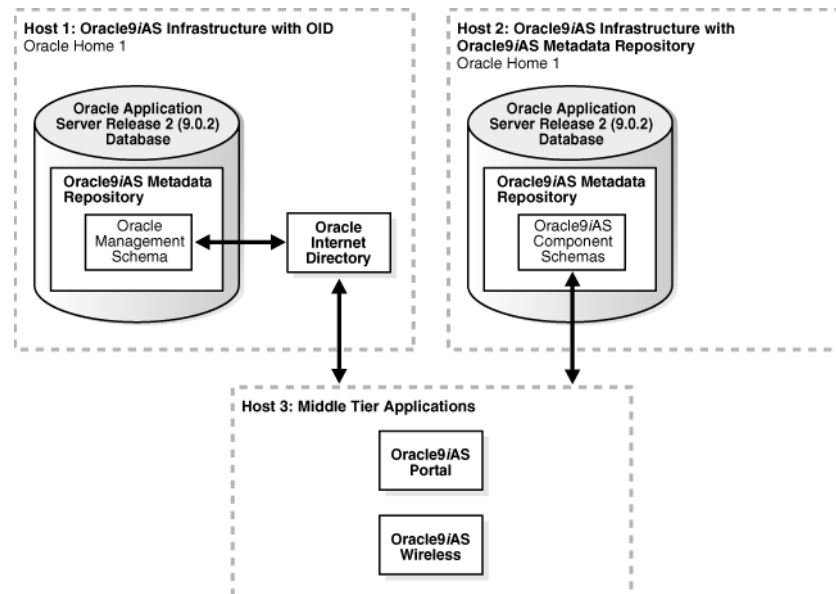 Host 1: Oracle9iAS Infrastructure with OID
Oracle Home 1
Oracle Application
Server Release 2 (9.0.2)
Database
Oracle9iAS Metadata
Repository
Oracle
Management
Schema
Oracle
Internet
Directory
Host 2: Oracle9iAS Infrastructure with
Oracle9iAS Metadata Repository
Oracle Home 1
Oracle Application
Server Release 2 (9.0.2)
Database
Oracle9iAS Metadata
Repository
Oracle9iAS
Component
Schemas
Host 3: Middle Tier Applications
Oracle9iAS
Portal
Oracle9iAS
Wireless